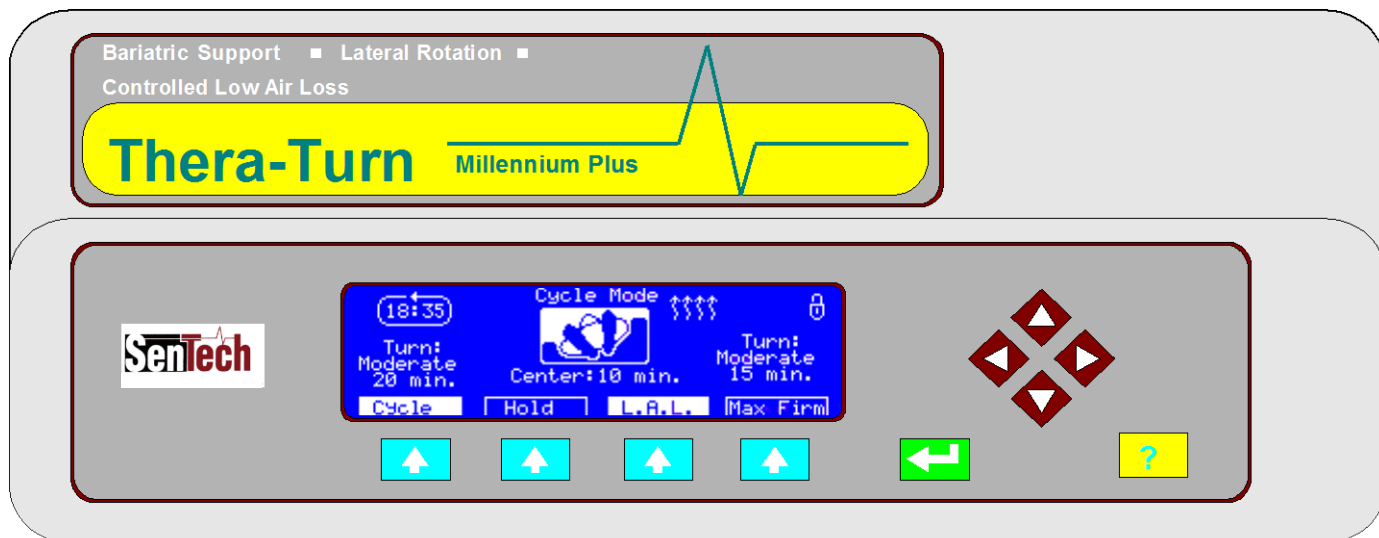 Bariatric Support ▪ Lateral Rotation ▪
Controlled Low Air Loss
Thera-Turn
Millennium Plus
SenTech
Cycle Mode
18:35
Turn:
Moderate
20 min.
Center:10 min.
Turn:
Moderate
15 min.
Cycle
Hold
L.A.L.
Max Firm
?